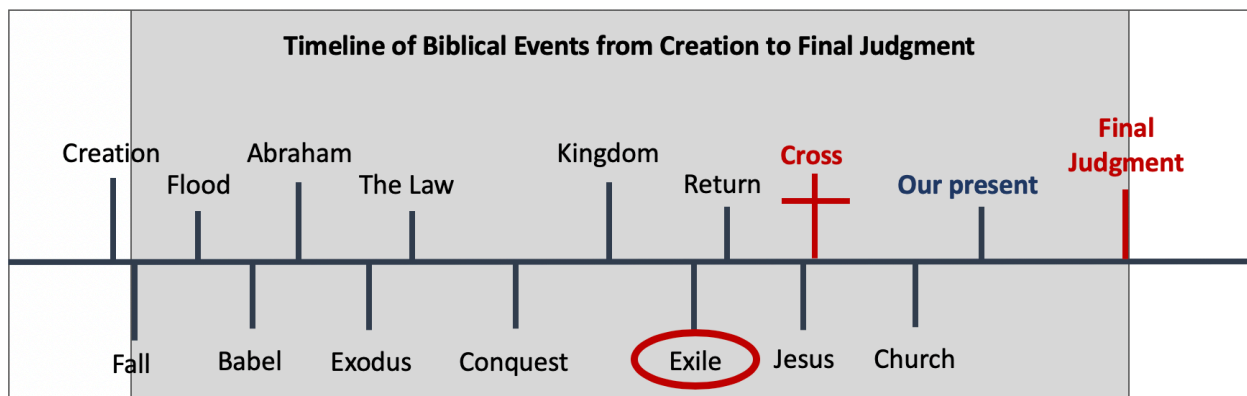 Timeline of Biblical Events from Creation to Final Judgment
Final
Judgment
Creation
Abraham
Kingdom
Cross
Flood
The Law
Return
Our present
Fall
Babel
Exodus
Conquest
Exile
Jesus
Church